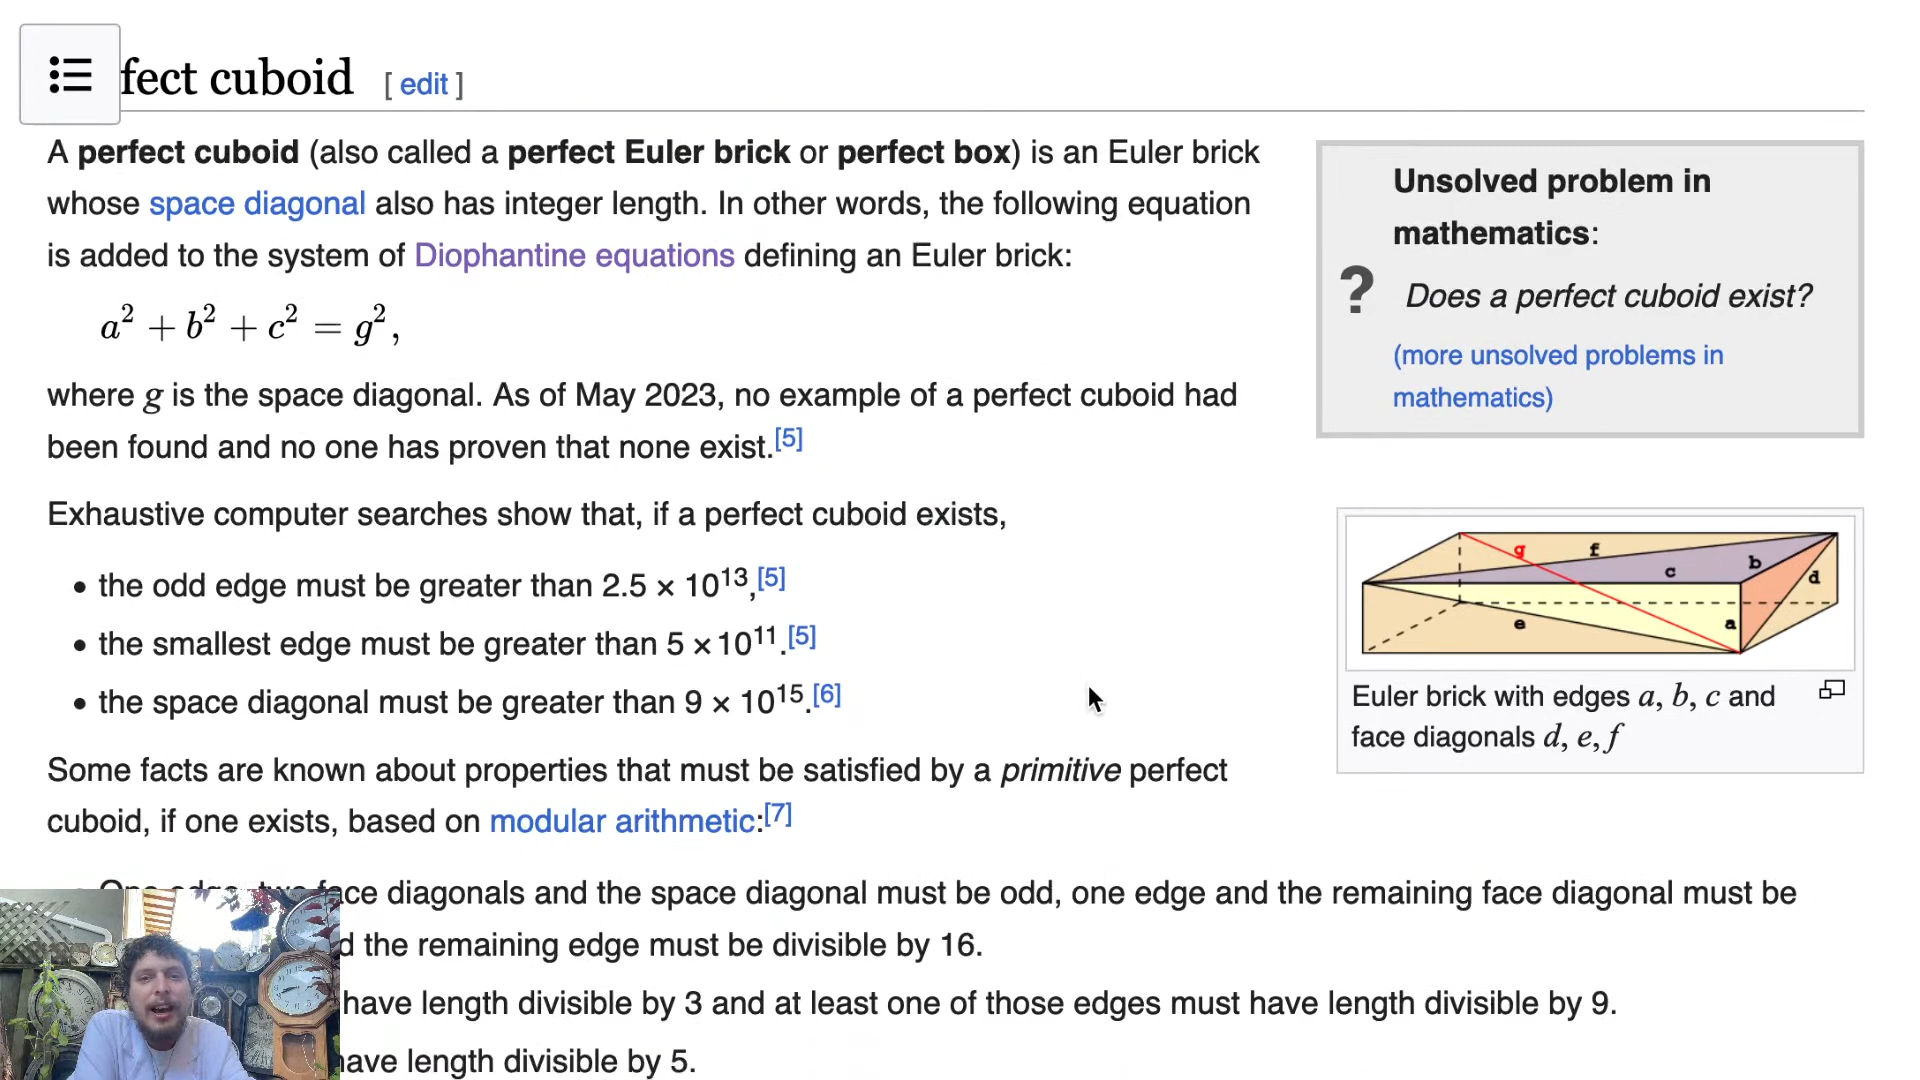 fect cuboid [ edit ]
A perfect cuboid (also called a perfect Euler brick or perfect box) is an Euler brick
whose space diagonal also has integer length. In other words, the following equation
is added to the system of Diophantine equations defining an Euler brick:
a² + b² + c² = g²,
where g is the space diagonal. As of May 2023, no example of a perfect cuboid had
been found and no one has proven that none exist.[5]
Exhaustive computer searches show that, if a perfect cuboid exists,
• the odd edge must be greater than 2.5 × 10¹³,[5]
• the smallest edge must be greater than 5 × 10¹¹.[5]
• the space diagonal must be greater than 9 × 10¹⁵.[6]
Some facts are known about properties that must be satisfied by a primitive perfect
cuboid, if one exists, based on modular arithmetic:[7]
One edge, two face diagonals and the space diagonal must be odd, one edge and the remaining face diagonal must be
d the remaining edge must be divisible by 16.
have length divisible by 3 and at least one of those edges must have length divisible by 9.
have length divisible by 5.
Unsolved problem in
mathematics:
? Does a perfect cuboid exist?
(more unsolved problems in
mathematics)
g f b c d e a
Euler brick with edges a, b, c and
face diagonals d, e, f